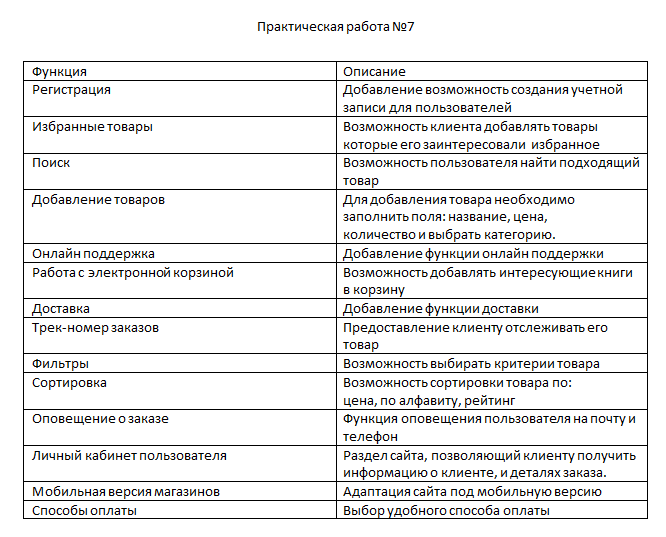 Практическая работа №7
Функция
Описание
Регистрация
Добавление возможность создания учетной
записи для пользователей
Избранные товары
Возможность клиента добавлять товары
которые его заинтересовали избранное
Поиск
Возможность пользователя найти подходящий
товар
Добавление товаров
Для добавления товара необходимо
заполнить поля: название, цена,
количество и выбрать категорию.
Онлайн поддержка
Добавление функции онлайн поддержки
Работа с электронной корзиной
Возможность добавлять интересующие книги
в корзину
Доставка
Добавление функции доставки
Трек-номер заказов
Предоставление клиенту отслеживать его
товар
Фильтры
Возможность выбирать критерии товара
Сортировка
Возможность сортировки товара по:
цена, по алфавиту, рейтинг
Оповещение о заказе
Функция оповещения пользователя на почту и
телефон
Личный кабинет пользователя
Раздел сайта, позволяющий клиенту получить
информацию о клиенте, и деталях заказа.
Мобильная версия магазинов
Адаптация сайта под мобильную версию
Способы оплаты
Выбор удобного способа оплаты